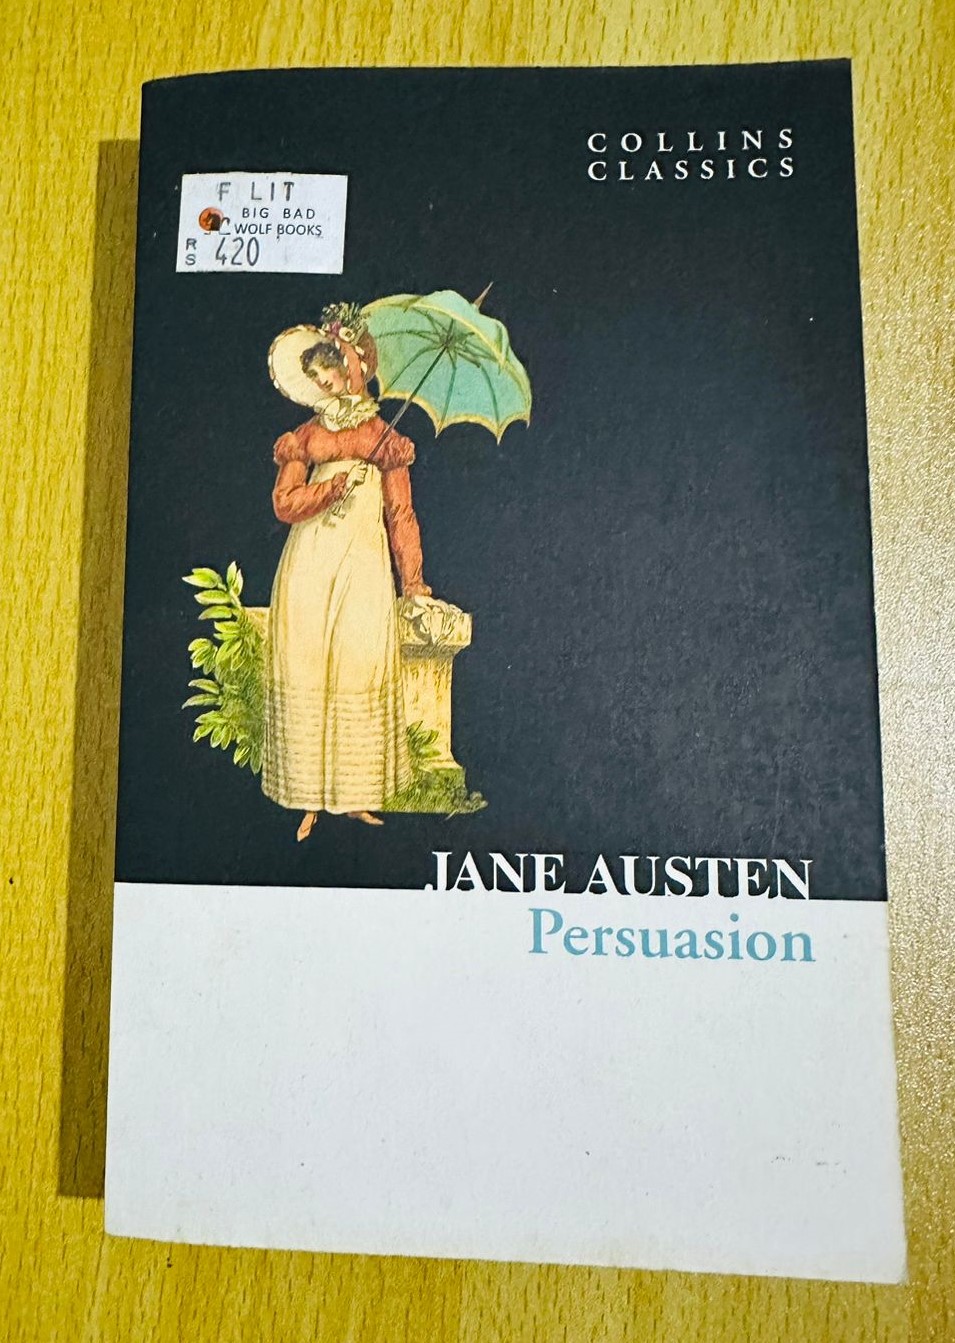 COLLINS
CLASSICS
F LIT
BIG BAD
WOLF BOOKS
RS 420
JANE AUSTEN
Persuasion